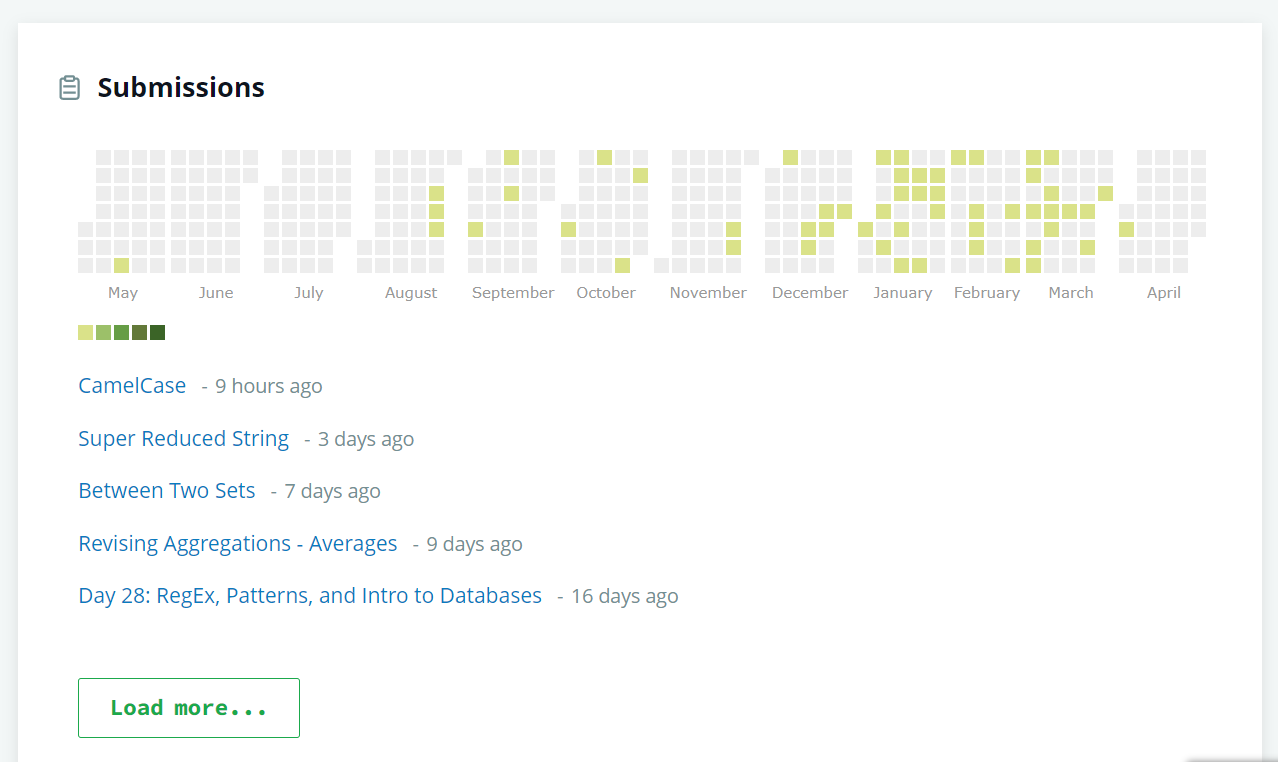 Submissions
May June July August September October November December January February March April
CamelCase - 9 hours ago
Super Reduced String - 3 days ago
Between Two Sets - 7 days ago
Revising Aggregations - Averages - 9 days ago
Day 28: RegEx, Patterns, and Intro to Databases - 16 days ago
Load more...